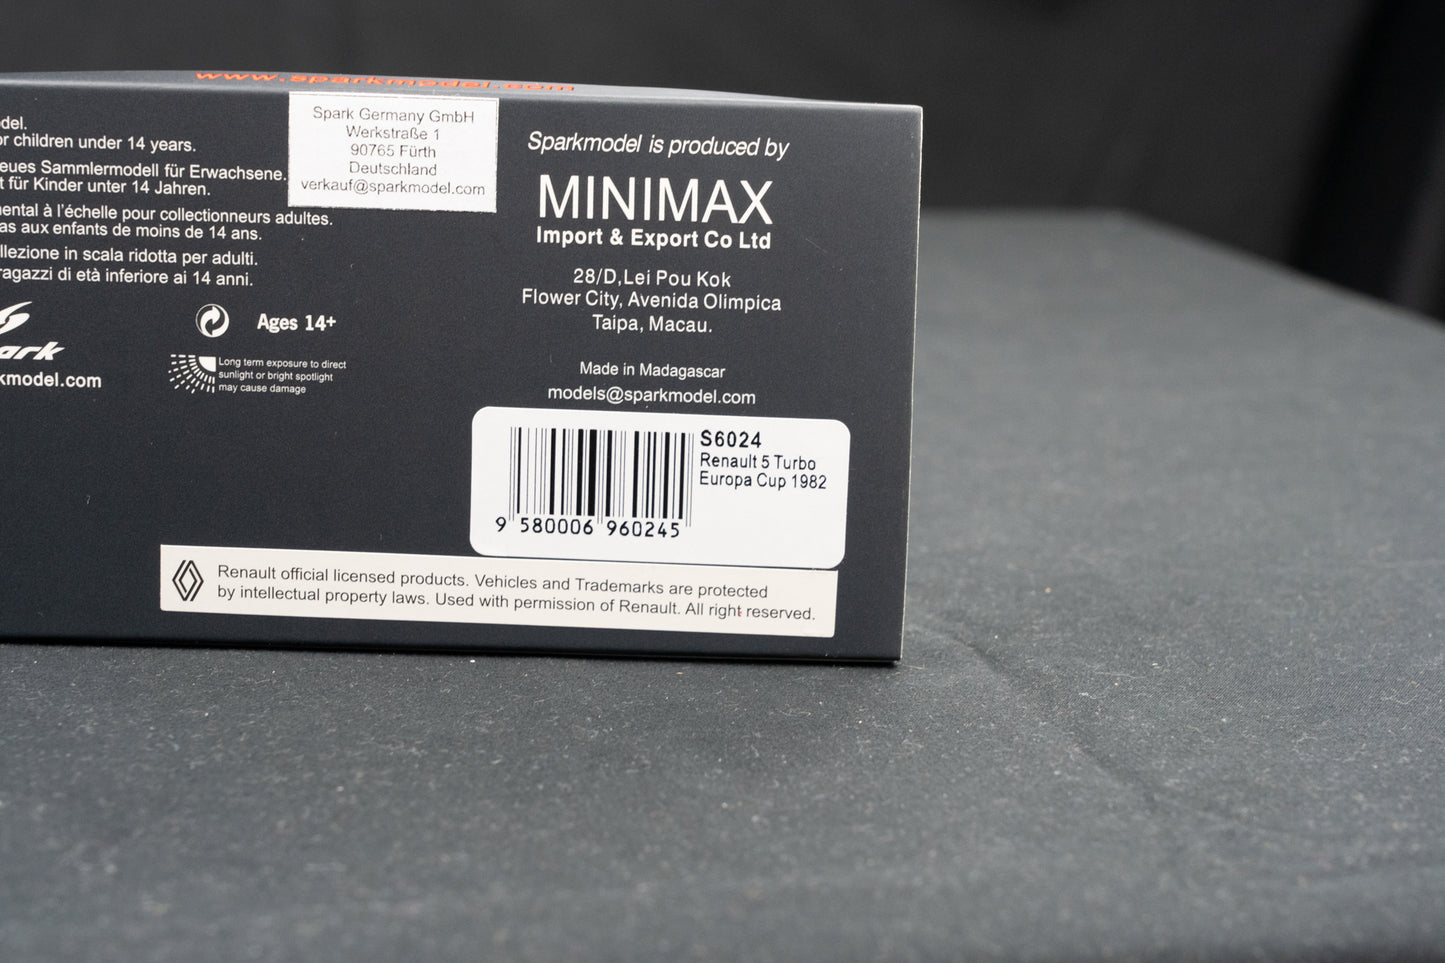 www.sparkmodel.com
del.
or children under 14 years.
eues Sammlermodell für Erwachsene.
t für Kinder unter 14 Jahren.
ental à l'échelle pour collectionneurs adultes.
as aux enfants de moins de 14 ans.
llezione in scala ridotta per adulti.
ragazzi di età inferiore ai 14 anni.
ark
kmodel.com
Ages 14+
Long term exposure to direct
sunlight or bright spotlight
may cause damage
Spark Germany GmbH
Werkstraße 1
90765 Fürth
Deutschland
verkauf@sparkmodel.com
Sparkmodel is produced by
MINIMAX
Import & Export Co Ltd
28/D,Lei Pou Kok
Flower City, Avenida Olimpica
Taipa, Macau.
Made in Madagascar
models@sparkmodel.com
S6024
Renault 5 Turbo
Europa Cup 1982
9 580006 960245
Renault official licensed products. Vehicles and Trademarks are protected
by intellectual property laws. Used with permission of Renault. All right reserved.